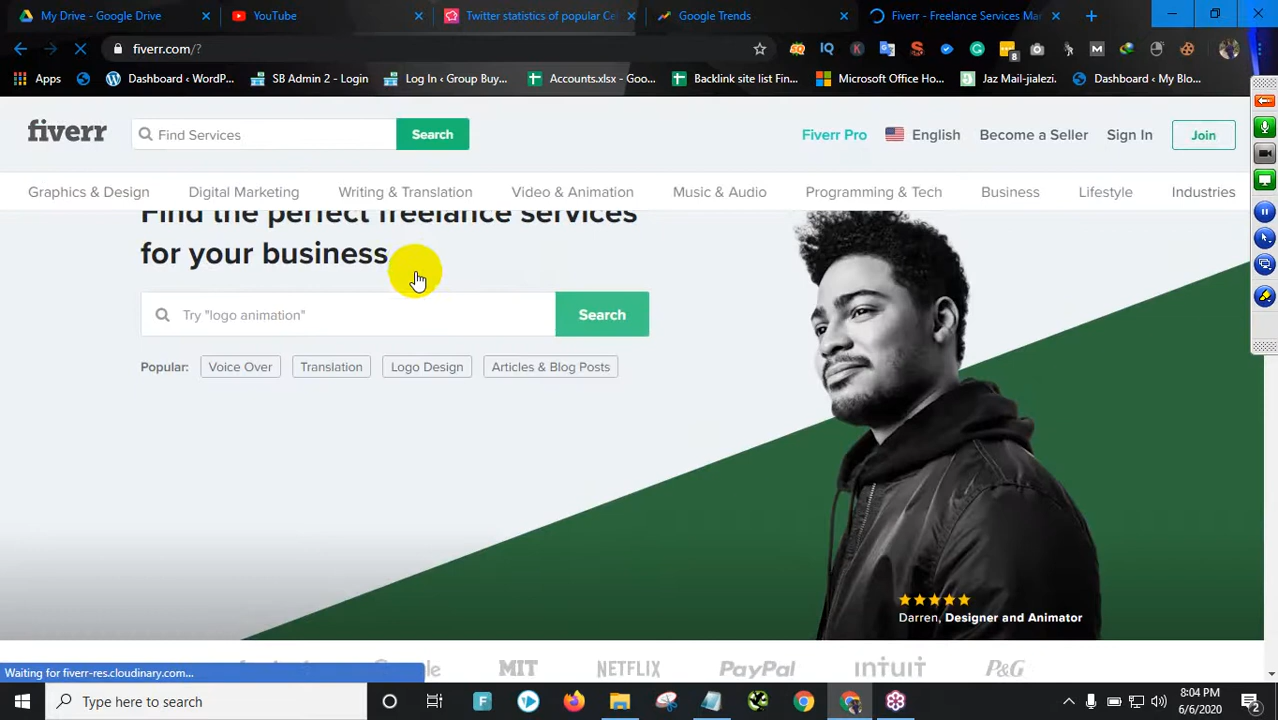 My Drive - Google Drive
YouTube
Twitter statistics of popular Cel
Google Trends
Fiverr - Freelance Services Mar
fiverr.com/?
Apps
Dashboard ‹ WordP...
SB Admin 2 - Login
Log In ‹ Group Buy...
Accounts.xlsx - Goo...
Backlink site list Fin...
Microsoft Office Ho...
Jaz Mail-jialezi.
Dashboard ‹ My Blo...
fiverr
Find Services
Search
Fiverr Pro
English
Become a Seller
Sign In
Join
Graphics & Design
Digital Marketing
Writing & Translation
Video & Animation
Music & Audio
Programming & Tech
Business
Lifestyle
Industries
Find the perfect freelance services
for your business
Try "logo animation"
Search
Popular:
Voice Over
Translation
Logo Design
Articles & Blog Posts
Darren, Designer and Animator
MIT
NETFLIX
PayPal
intuit
P&G
Waiting for fiverr-res.cloudinary.com...
Type here to search
8:04 PM
6/6/2020
2